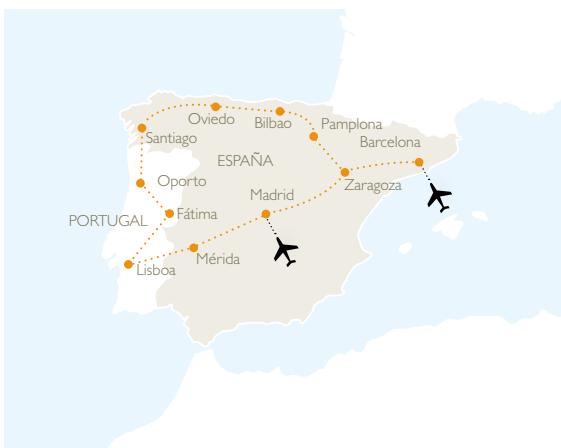 Oviedo
Bilbao
Pamplona
Santiago
Barcelona
ESPAÑA
Oporto
Zaragoza
Madrid
PORTUGAL
Fátima
Mérida
Lisboa